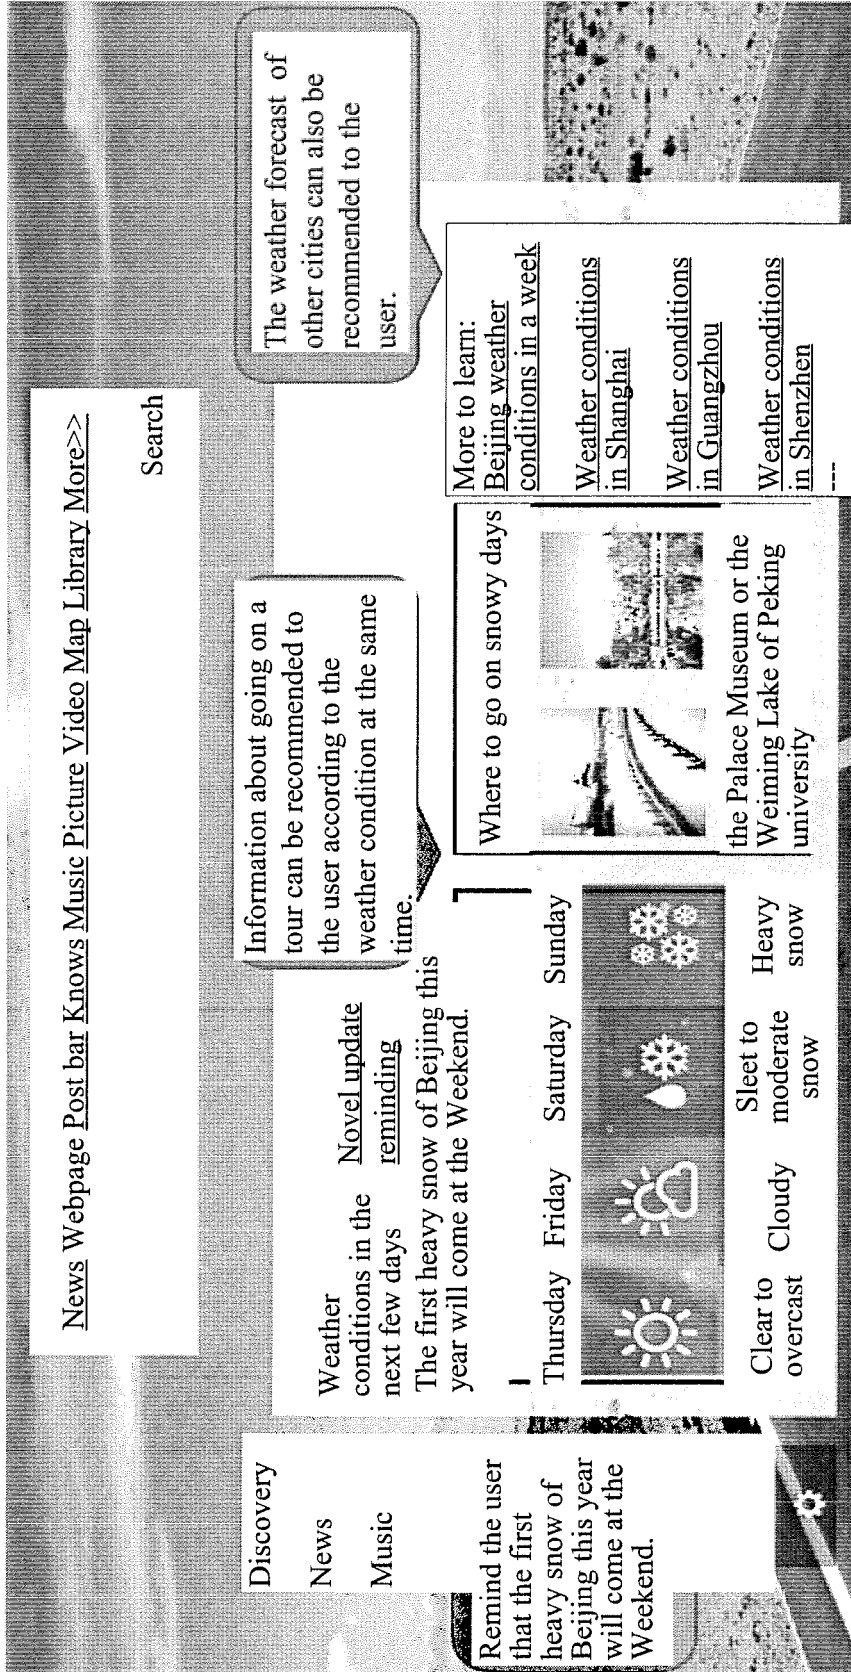 News Webpage Post bar Knows Music Picture Video Map Library More>>
Search
Discovery
News
Music
Remind the user
that the first
heavy snow of
Beijing this year
will come at the
Weekend.
Weather
conditions in the
next few days
Novel update
reminding
The first heavy snow of Beijing this
year will come at the Weekend.
Thursday Friday Saturday Sunday
Clear to
overcast
Cloudy
Sleet to
moderate
snow
Heavy
snow
Information about going on a
tour can be recommended to
the user according to the
weather condition at the same
time.
Where to go on snowy days
the Palace Museum or the
Weiming Lake of Peking
university
The weather forecast of
other cities can also be
recommended to the
user.
More to learn:
Beijing weather
conditions in a week
Weather conditions
in Shanghai
Weather conditions
in Guangzhou
Weather conditions
in Shenzhen
---